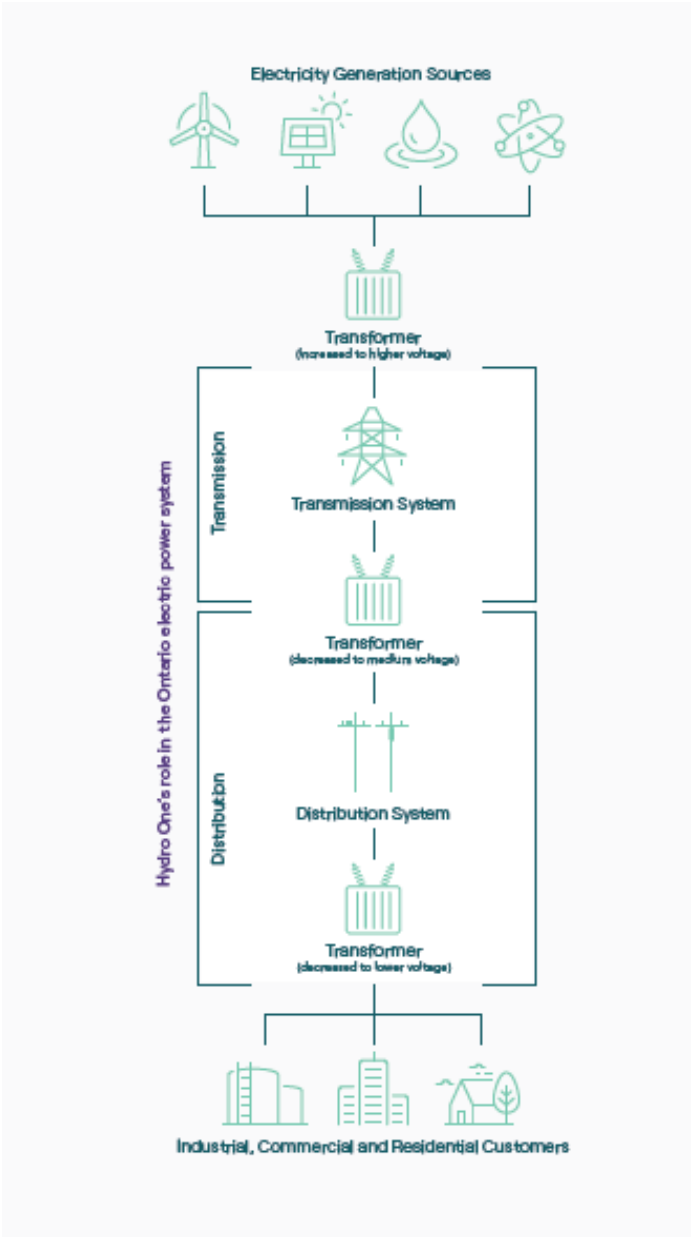 Electricity Generation Sources
Transformer
(increased to higher voltage)
Transmission
Transmission System
Transformer
(decreased to medium voltage)
Hydro One's role in the Ontario electric power system
Distribution
Distribution System
Transformer
(decreased to lower voltage)
Industrial, Commercial and Residential Customers